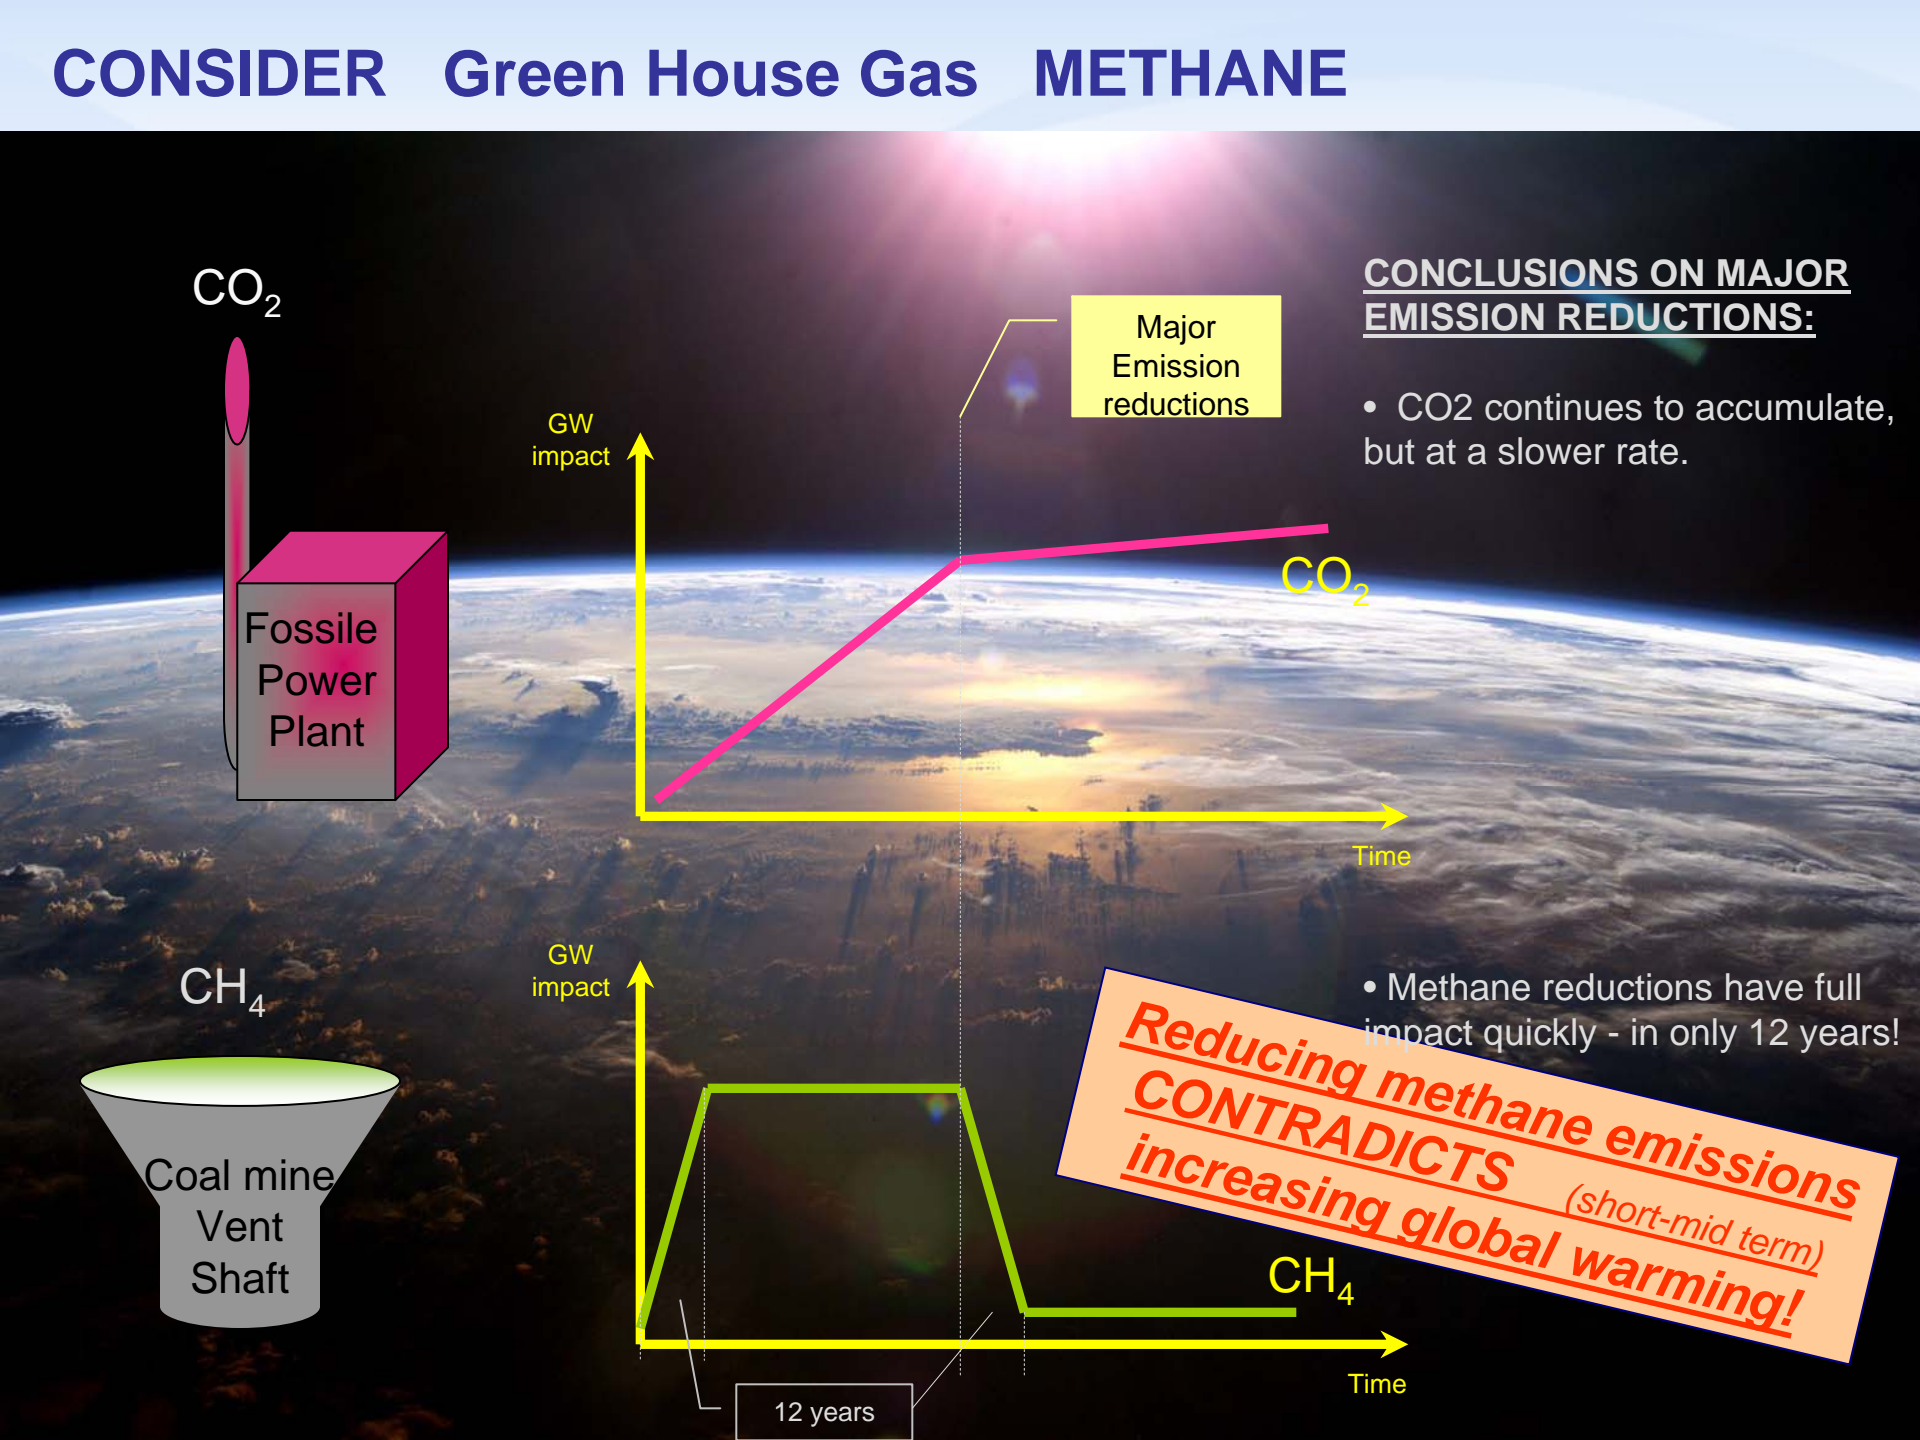 CONSIDER Green House Gas METHANE
CO2
Fossile
Power
Plant
GW
impact
Major
Emission
reductions
CO2
Time
CONCLUSIONS ON MAJOR
EMISSION REDUCTIONS:
• CO2 continues to accumulate,
but at a slower rate.
CH4
Coal mine
Vent
Shaft
GW
impact
CH4
Time
12 years
• Methane reductions have full
impact quickly - in only 12 years!
Reducing methane emissions
CONTRADICTS (short-mid term)
increasing global warming!